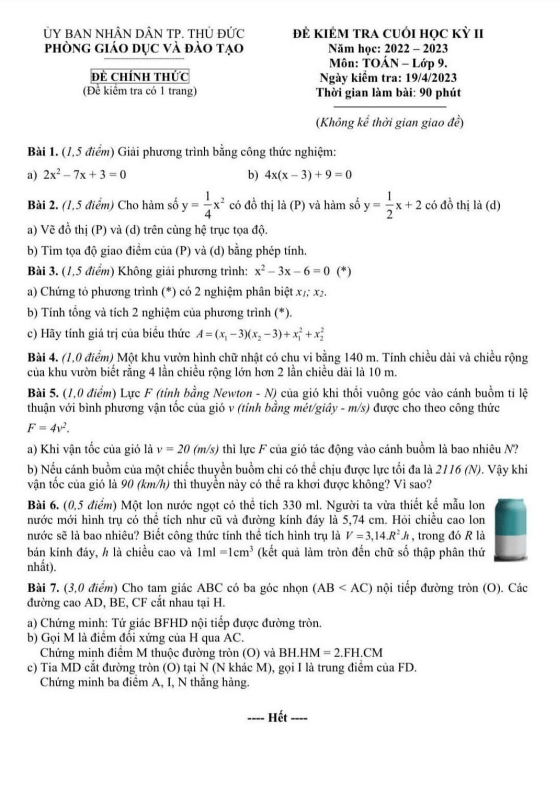 ỦY BAN NHÂN DÂN TP. THỦ ĐỨC
PHÒNG GIÁO DỤC VÀ ĐÀO TẠO
ĐỀ CHÍNH THỨC
(Đề kiểm tra có 1 trang)
ĐỀ KIỂM TRA CUỐI HỌC KỲ II
Năm học: 2022 – 2023
Môn: TOÁN – Lớp 9.
Ngày kiểm tra: 19/4/2023
Thời gian làm bài: 90 phút
(Không kể thời gian giao đề)
Bài 1. (1,5 điểm) Giải phương trình bằng công thức nghiệm:
a) 2x² – 7x + 3 = 0 b) 4x(x – 3) + 9 = 0
Bài 2. (1,5 điểm) Cho hàm số y = 1/4 x² có đồ thị là (P) và hàm số y = 1/2 x + 2 có đồ thị là (d)
a) Vẽ đồ thị (P) và (d) trên cùng hệ trục tọa độ.
b) Tìm tọa độ giao điểm của (P) và (d) bằng phép tính.
Bài 3. (1,5 điểm) Không giải phương trình: x² – 3x – 6 = 0 (*)
a) Chứng tỏ phương trình (*) có 2 nghiệm phân biệt x₁; x₂.
b) Tính tổng và tích 2 nghiệm của phương trình (*).
c) Hãy tính giá trị của biểu thức A = (x₁ – 3)(x₂ – 3) + x₁² + x₂²
Bài 4. (1,0 điểm) Một khu vườn hình chữ nhật có chu vi bằng 140 m. Tính chiều dài và chiều rộng
của khu vườn biết rằng 4 lần chiều rộng lớn hơn 2 lần chiều dài là 10 m.
Bài 5. (1,0 điểm) Lực F (tính bằng Newton - N) của gió khi thổi vuông góc vào cánh buồm tỉ lệ
thuận với bình phương vận tốc của gió v (tính bằng mét/giây - m/s) được cho theo công thức
F = 4v².
a) Khi vận tốc của gió là v = 20 (m/s) thì lực F của gió tác động vào cánh buồm là bao nhiêu N?
b) Nếu cánh buồm của một chiếc thuyền buồm chỉ có thể chịu được lực tối đa là 2116 (N). Vậy khi
vận tốc của gió là 90 (km/h) thì thuyền này có thể ra khơi được không? Vì sao?
Bài 6. (0,5 điểm) Một lon nước ngọt có thể tích 330 ml. Người ta vừa thiết kế mẫu lon
nước mới hình trụ có thể tích như cũ và đường kính đáy là 5,74 cm. Hỏi chiều cao lon
nước sẽ là bao nhiêu? Biết công thức tính thể tích hình trụ là V = 3,14.R².h, trong đó R là
bán kính đáy, h là chiều cao và 1ml =1cm³ (kết quả làm tròn đến chữ số thập phân thứ
nhất).
Bài 7. (3,0 điểm) Cho tam giác ABC có ba góc nhọn (AB < AC) nội tiếp đường tròn (O). Các
đường cao AD, BE, CF cắt nhau tại H.
a) Chứng minh: Tứ giác BFHD nội tiếp được đường tròn.
b) Gọi M là điểm đối xứng của H qua AC.
Chứng minh điểm M thuộc đường tròn (O) và BH.HM = 2.FH.CM
c) Tia MD cắt đường tròn (O) tại N (N khác M), gọi I là trung điểm của FD.
Chứng minh ba điểm A, I, N thẳng hàng.
---- Hết ----